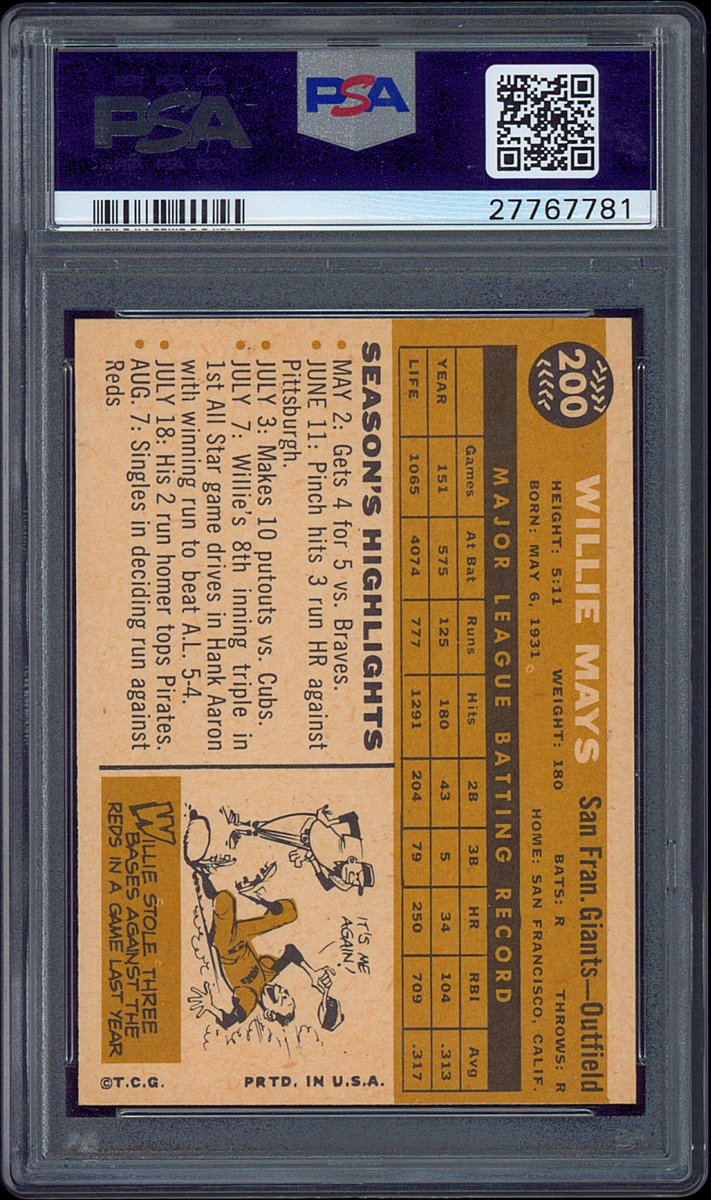 PSA
PSA
27767781
200
WILLIE MAYS San Fran. Giants—Outfield
HEIGHT: 5:11 WEIGHT: 180 BATS: R THROWS: R
BORN: MAY 6, 1931 HOME: SAN FRANCISCO, CALIF.
MAJOR LEAGUE BATTING RECORD
Games At Bat Runs Hits 2B 3B HR RBI Avg
YEAR 151 575 125 180 43 5 34 104 .313
LIFE 1065 4074 777 1291 204 79 250 709 .317
SEASON'S HIGHLIGHTS
• MAY 2: Gets 4 for 5 vs. Braves.
• JUNE 11: Pinch hits 3 run HR against
Pittsburgh.
• JULY 3: Makes 10 putouts vs. Cubs.
• JULY 7: Willie's 8th inning triple in
1st All Star game drives in Hank Aaron
with winning run to beat A.L. 5-4.
• JULY 18: His 2 run homer tops Pirates.
• AUG. 7: Singles in deciding run against
Reds
IT'S ME
AGAIN!
WILLIE STOLE THREE
BASES AGAINST THE
REDS IN A GAME LAST YEAR
©T.C.G. PRTD. IN U.S.A.